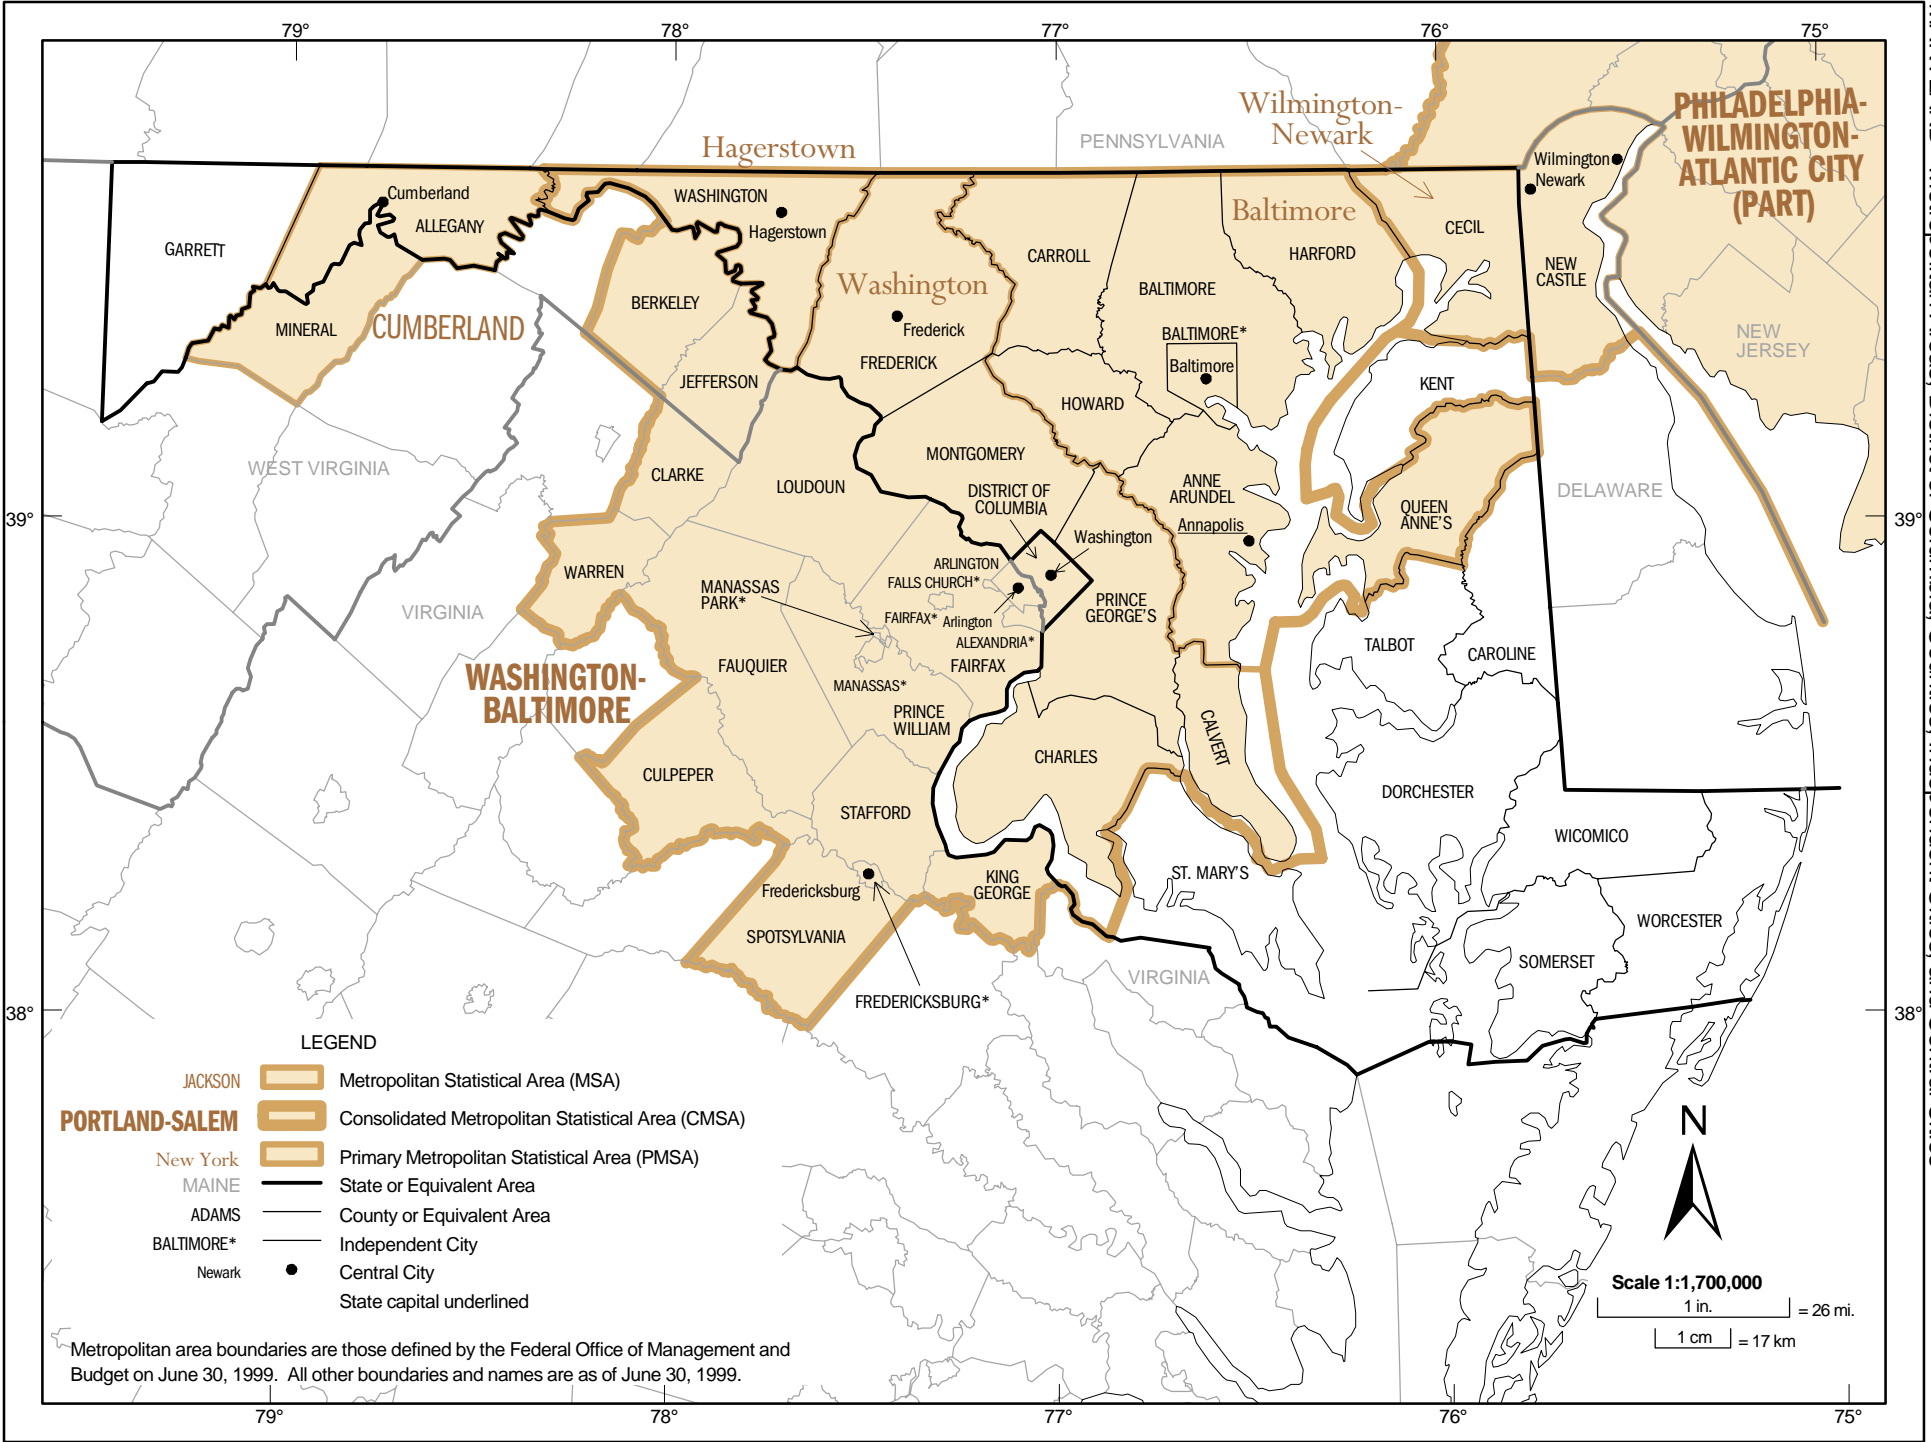 79°
78°
77°
76°
75°
PENNSYLVANIA
Wilmington-
Newark
PHILADELPHIA-
WILMINGTON-
ATLANTIC CITY
(PART)
Hagerstown
Wilmington
Newark
Cumberland
ALLEGANY
WASHINGTON
Hagerstown
GARRETT
Baltimore
CECIL
CARROLL
HARFORD
NEW
CASTLE
Washington
BALTIMORE
BERKELEY
MINERAL
CUMBERLAND
Frederick
FREDERICK
BALTIMORE*
Baltimore
NEW
JERSEY
JEFFERSON
KENT
HOWARD
WEST VIRGINIA
CLARKE
LOUDOUN
MONTGOMERY
DISTRICT OF
COLUMBIA
ANNE
ARUNDEL
Annapolis
QUEEN
ANNE'S
DELAWARE
39°
39°
Washington
WARREN
VIRGINIA
MANASSAS
PARK*
ARLINGTON
FALLS CHURCH*
FAIRFAX*
Arlington
ALEXANDRIA*
FAIRFAX
PRINCE
GEORGE'S
TALBOT
CAROLINE
WASHINGTON-
BALTIMORE
FAUQUIER
MANASSAS*
PRINCE
WILLIAM
CALVERT
CHARLES
CULPEPER
STAFFORD
DORCHESTER
WICOMICO
ST. MARY'S
KING
GEORGE
Fredericksburg
SPOTSYLVANIA
WORCESTER
SOMERSET
VIRGINIA
FREDERICKSBURG*
38°
38°
LEGEND
JACKSON
Metropolitan Statistical Area (MSA)
PORTLAND-SALEM
Consolidated Metropolitan Statistical Area (CMSA)
New York
Primary Metropolitan Statistical Area (PMSA)
MAINE
State or Equivalent Area
ADAMS
County or Equivalent Area
BALTIMORE*
Independent City
Newark
Central City
State capital underlined
N
Scale 1:1,700,000
1 in.
= 26 mi.
1 cm
= 17 km
Metropolitan area boundaries are those defined by the Federal Office of Management and
Budget on June 30, 1999.  All other boundaries and names are as of June 30, 1999.
79°
78°
77°
76°
75°